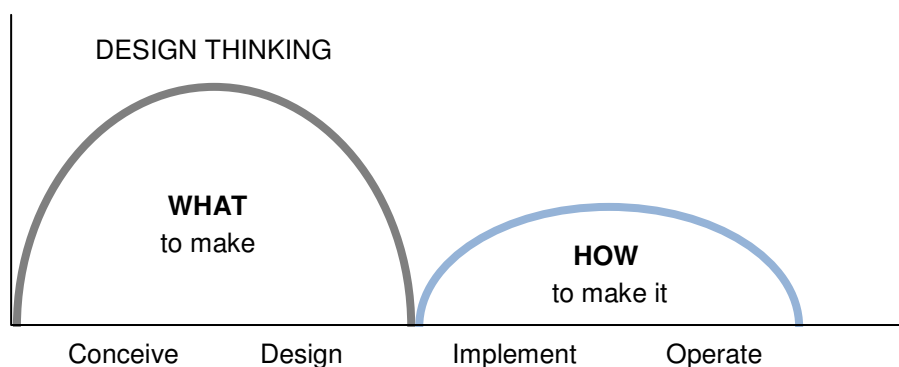 DESIGN THINKING
WHAT
to make
HOW
to make it
Conceive Design Implement Operate